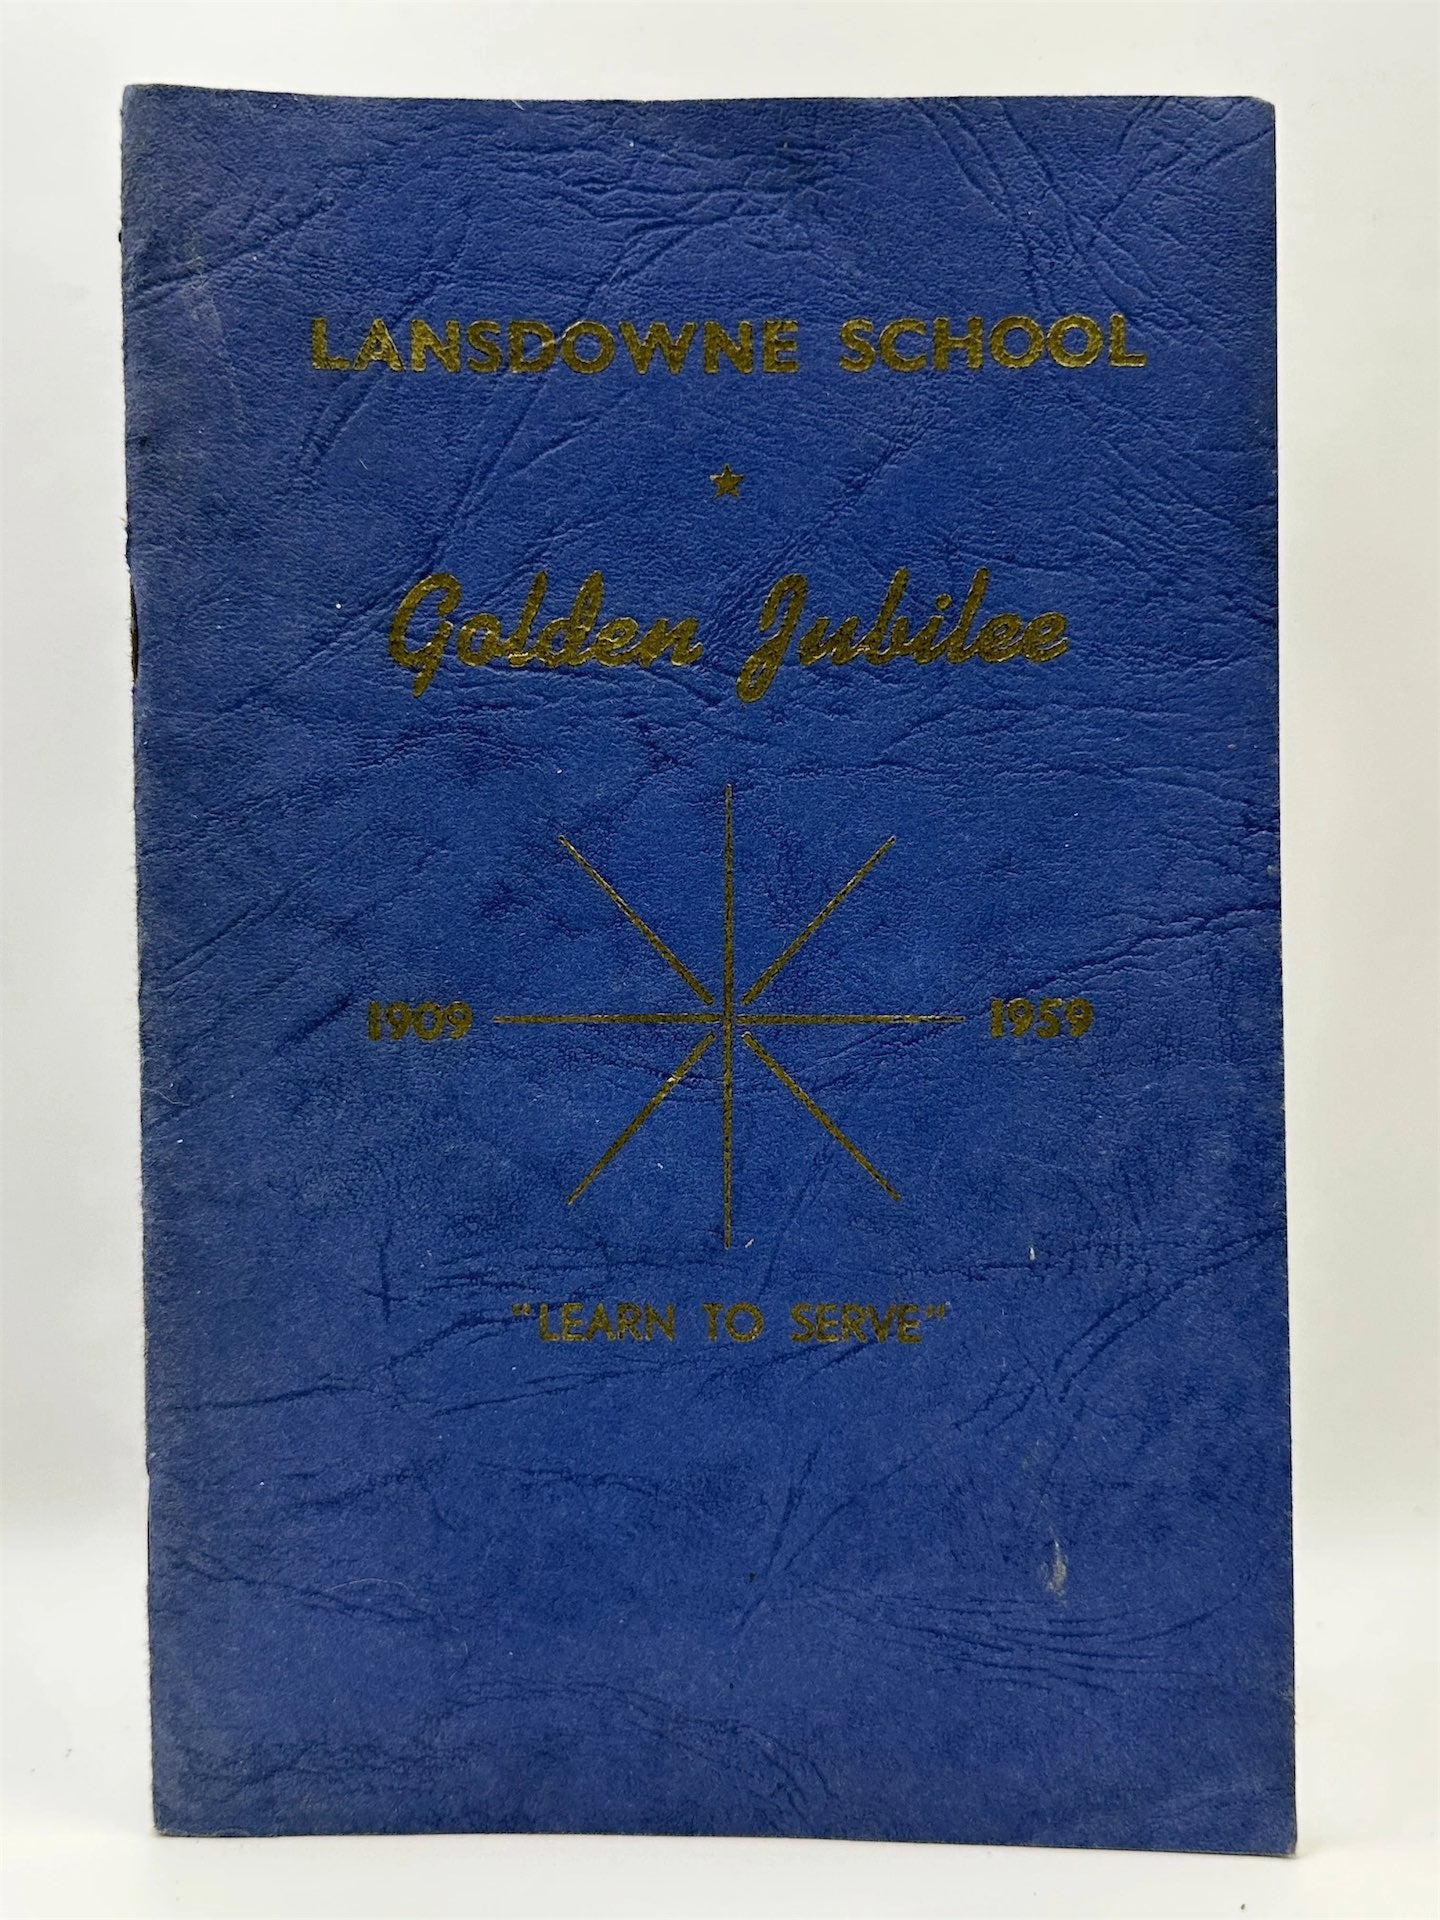 LANSDOWNE SCHOOL
Golden Jubilee
1909 1959
"LEARN TO SERVE"